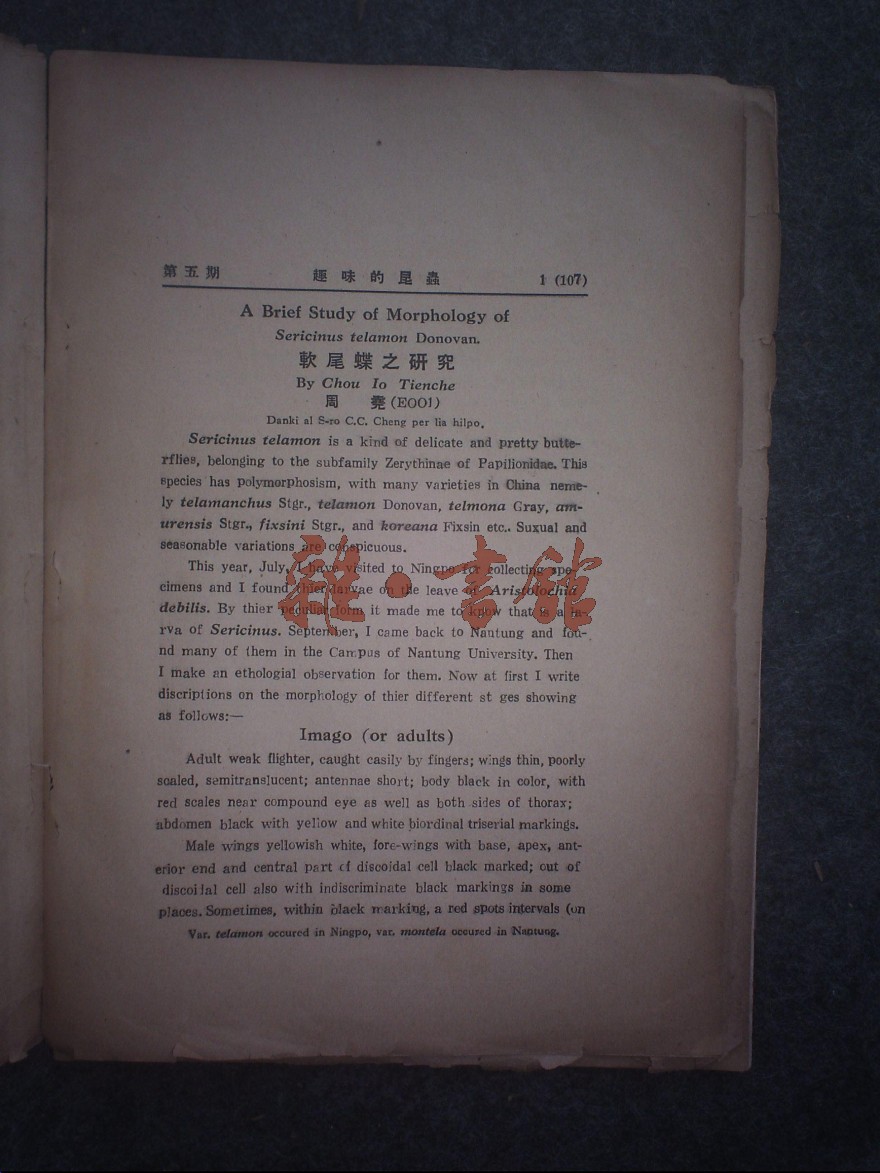 第五期 趣味的昆蟲 1 (107)
A Brief Study of Morphology of
Sericinus telamon Donovan.
軟尾蝶之研究
By Chou Io Tienche
周 堯 (E001)
Danki al S-ro C.C. Cheng per lia hilpo.
Sericinus telamon is a kind of delicate and pretty butte-
rflies, belonging to the subfamily Zerythinae of Papilionidae. This
species has polymorphosism, with many varieties in China neme-
ly telamanchus Stgr., telamon Donovan, telmona Gray, am-
urensis Stgr., fixsini Stgr., and koreana Fixsin etc.. Suxual and
seasonable variations are conspicuous.
This year, July, I have visited to Ningpo for collecting spe-
cimens and I found thier larvae on the leave of Aristolochia
debilis. By thier peculiar form it made me to know that is a la-
rva of Sericinus. September, I came back to Nautung and fou-
nd many of them in the Campus of Nantung University. Then
I make an ethologial observation for them. Now at first I write
discriptions on the morphology of thier different st ges showing
as follows:—
Imago (or adults)
Adult weak flighter, caught casily by fingers; wings thin, poorly
scaled, semitranslucent; antennae short; body black in color, with
red scales near compound eye as well as both sides of thorax;
abdomen black with yellow and white biordinal triserial markings.
Male wings yellowish white, fore-wings with base, apex, ant-
erior end and central part of discoidal cell black marked; out of
discoidal cell also with indiscriminate black markings in some
places. Sometimes, within black marking, a red spots intervals (on
Var. telamon occured in Ningpo, var. montela occured in Nantung.
雜·書館